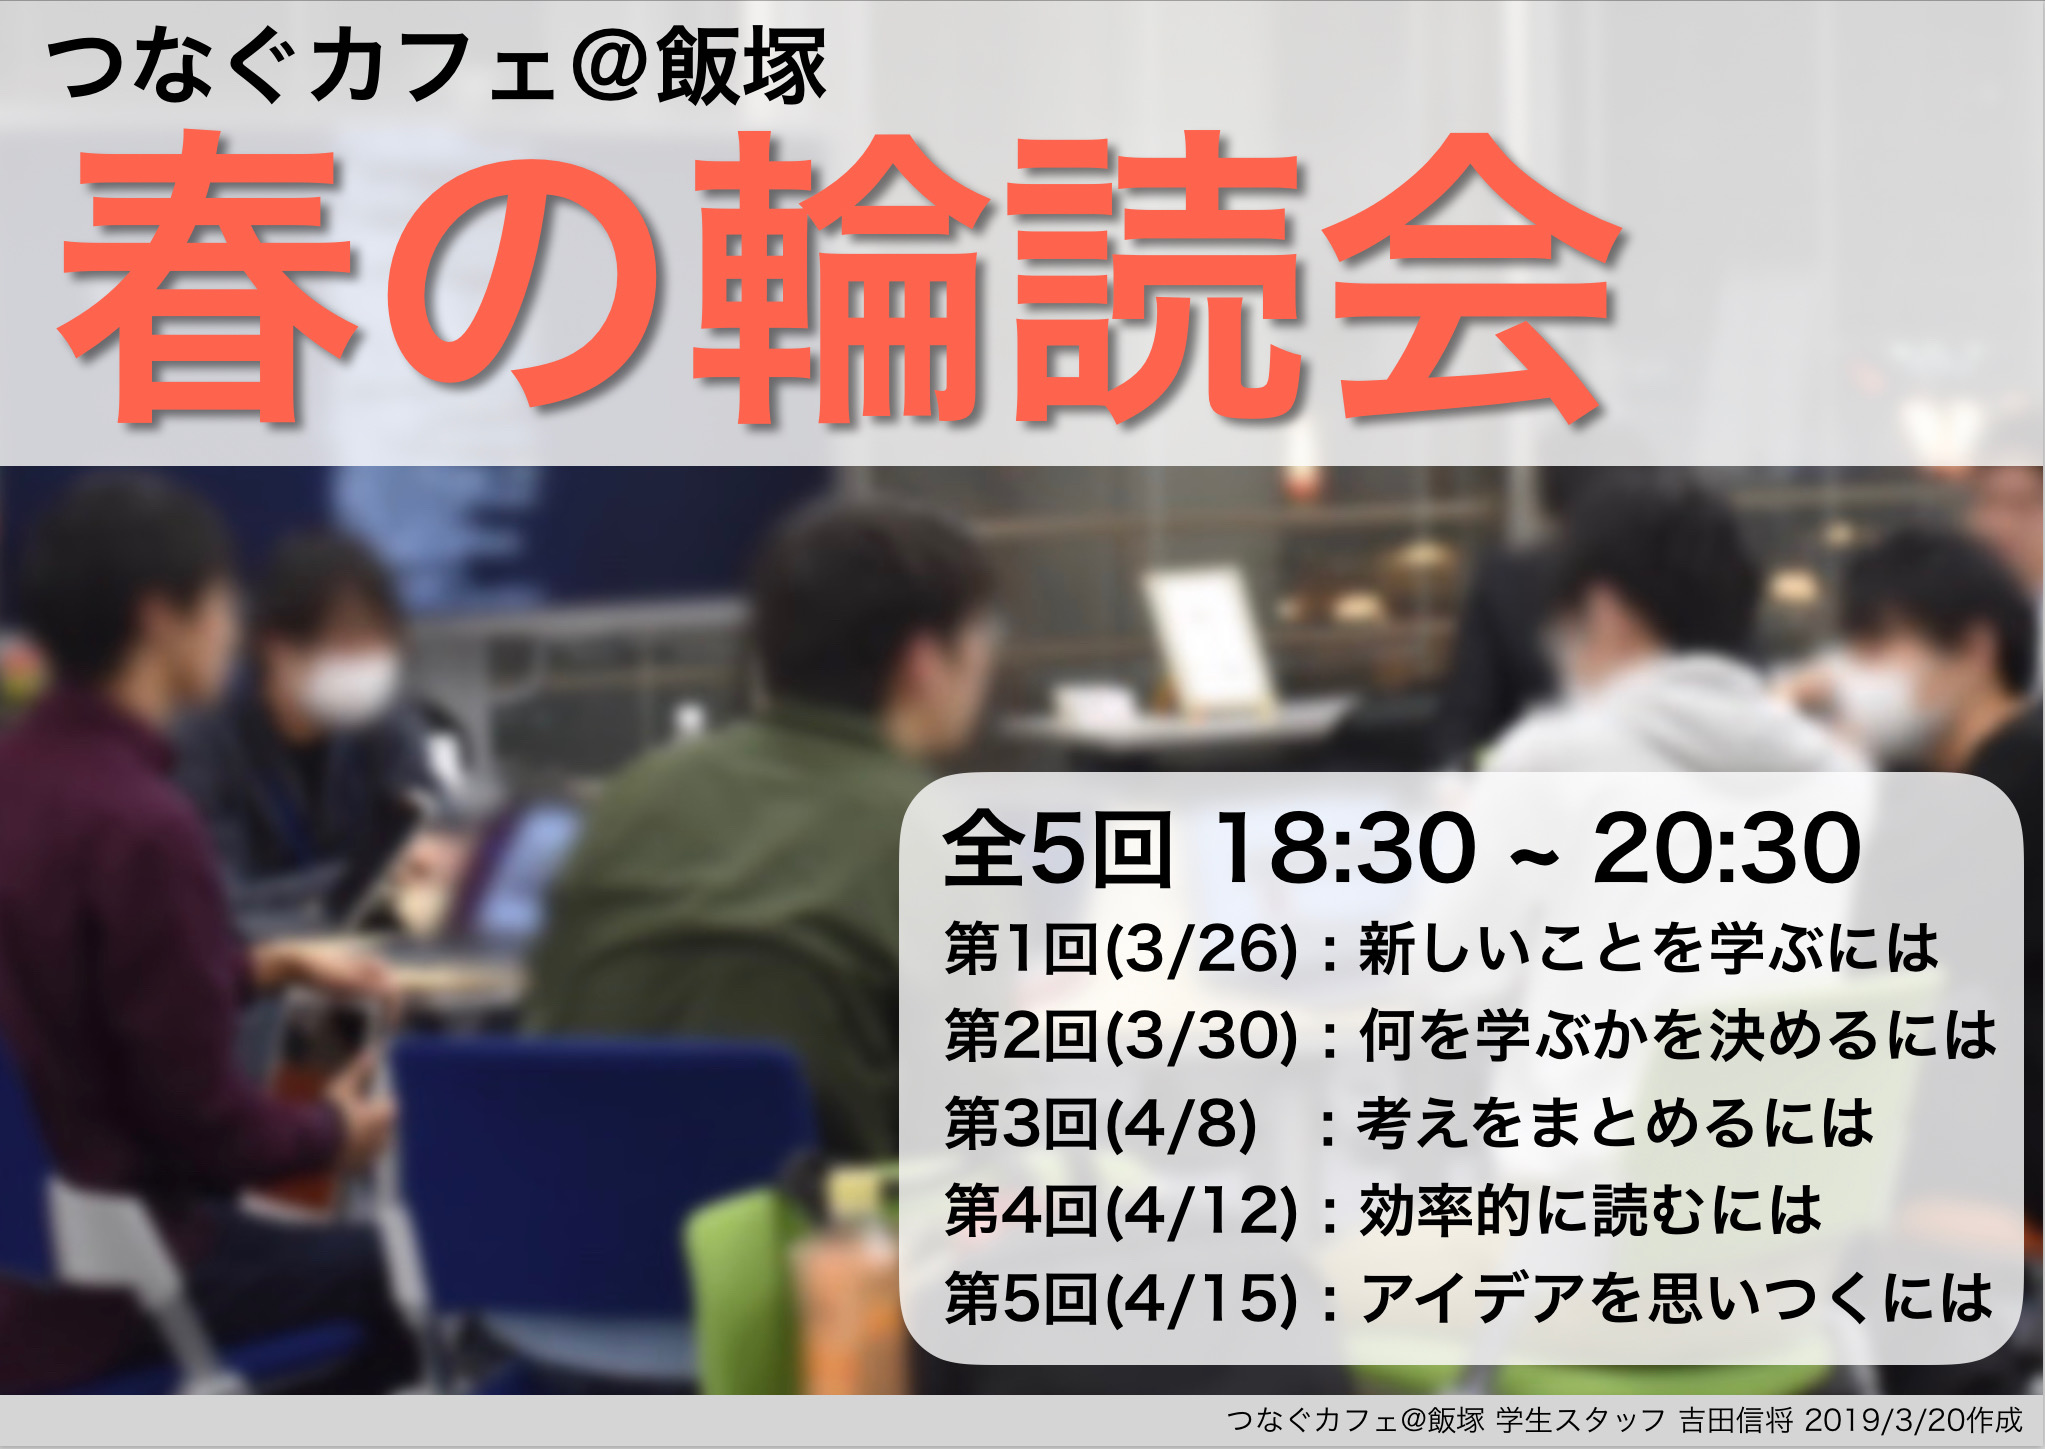 つなぐカフェ@飯塚
春の輪読会
全5回 18:30 ~ 20:30
第1回(3/26)：新しいことを学ぶには
第2回(3/30)：何を学ぶかを決めるには
第3回(4/8)　：考えをまとめるには
第4回(4/12)：効率的に読むには
第5回(4/15)：アイデアを思いつくには
つなぐカフェ@飯塚 学生スタッフ 吉田信将 2019/3/20作成